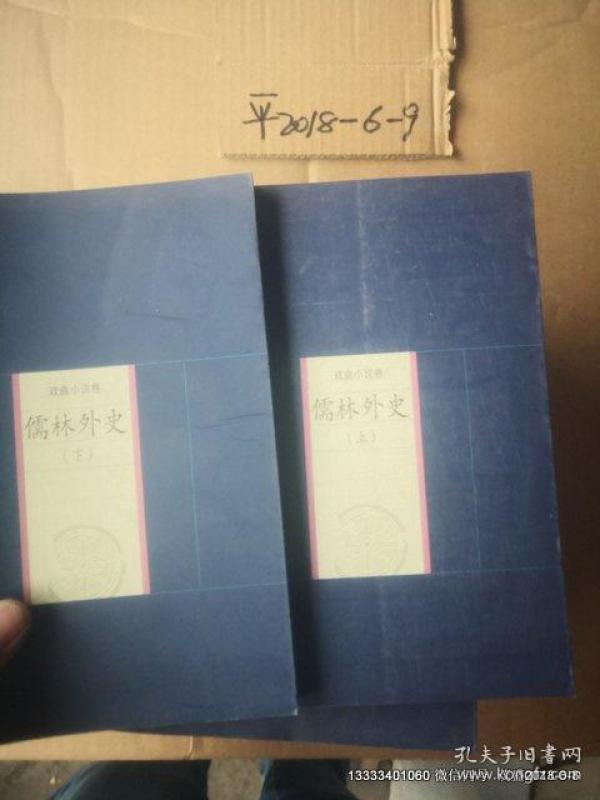 平2018-6-9
戏曲小说卷
儒林外史
（下）
戏曲小说卷
儒林外史
（上）
孔夫子旧书网
13333401060